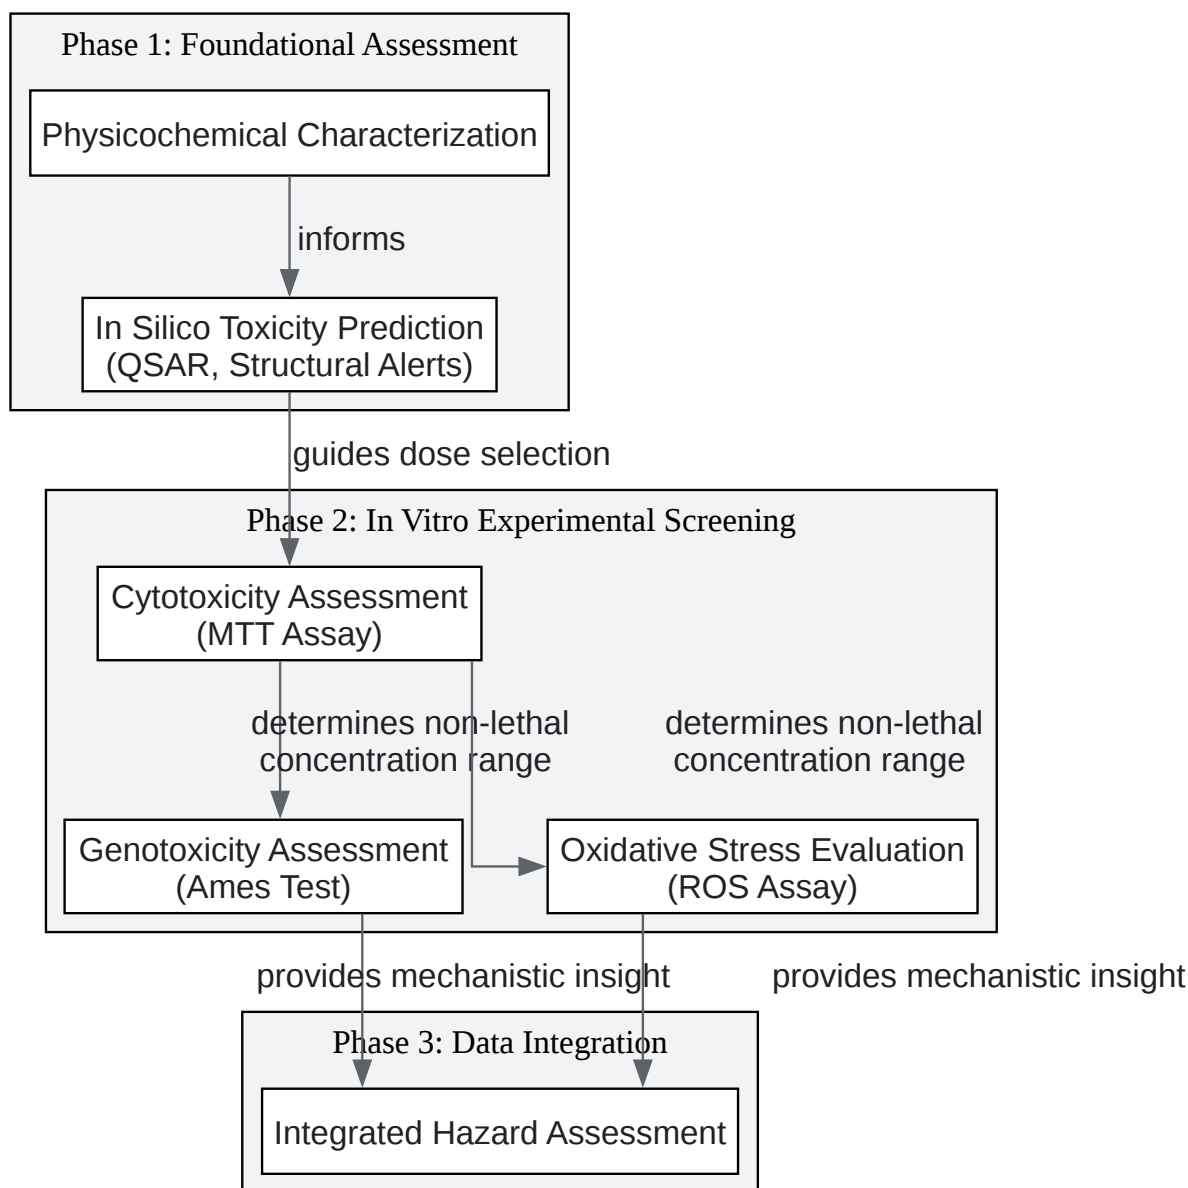 Phase 1: Foundational Assessment
Physicochemical Characterization
informs
In Silico Toxicity Prediction
(QSAR, Structural Alerts)
guides dose selection
Phase 2: In Vitro Experimental Screening
Cytotoxicity Assessment
(MTT Assay)
determines non-lethal
concentration range
determines non-lethal
concentration range
Genotoxicity Assessment
(Ames Test)
Oxidative Stress Evaluation
(ROS Assay)
provides mechanistic insight
provides mechanistic insight
Phase 3: Data Integration
Integrated Hazard Assessment